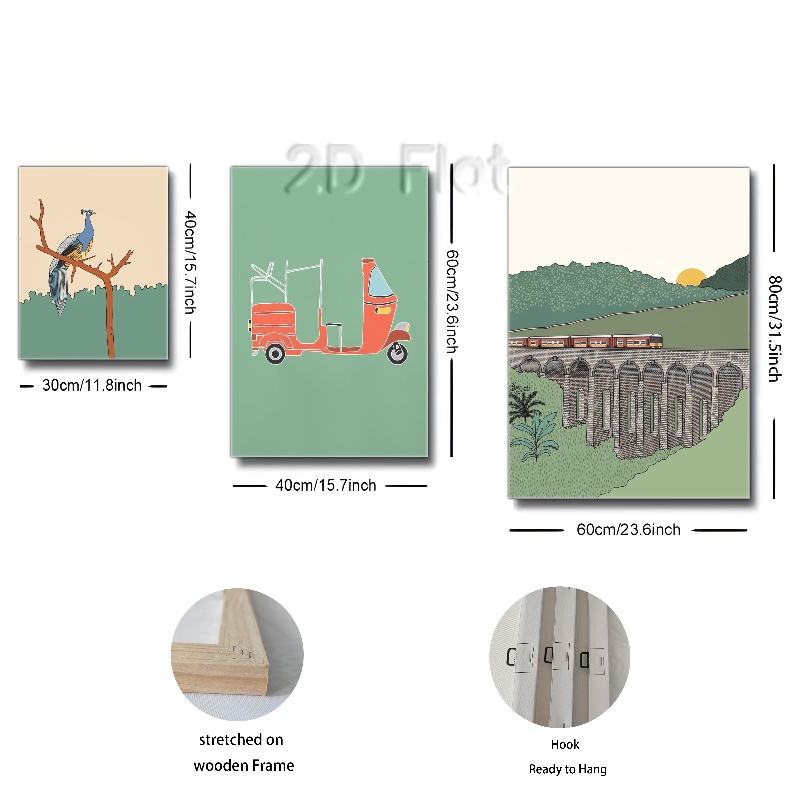 2D Flat
40cm/15.7inch
30cm/11.8inch
60cm/23.6inch
40cm/15.7inch
80cm/31.5inch
60cm/23.6inch
stretched on
wooden Frame
Hook
Ready to Hang